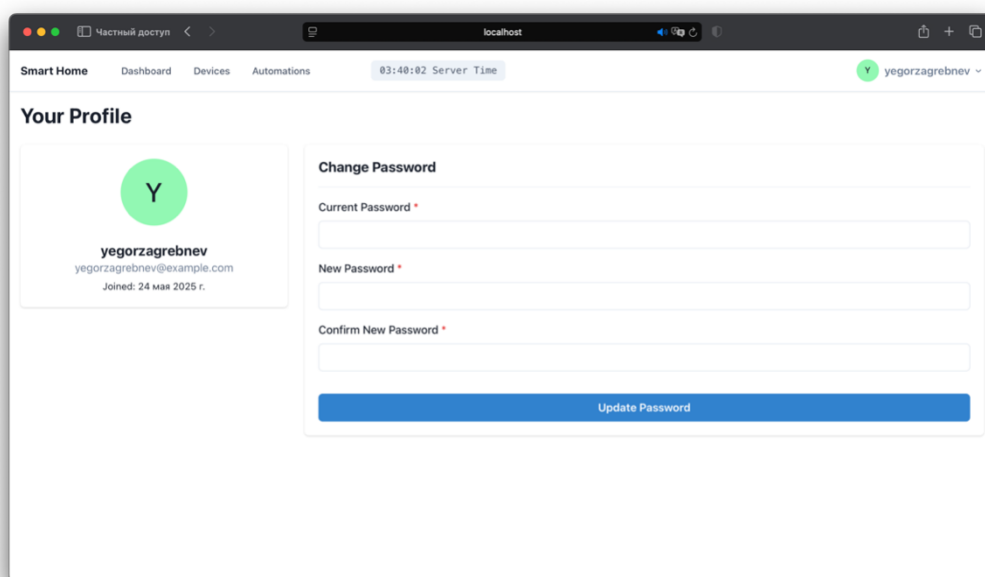 Частный доступ
localhost
Smart Home Dashboard Devices Automations 03:40:02 Server Time Y yegorzagrebnev
Your Profile
Y
yegorzagrebnev
yegorzagrebnev@example.com
Joined: 24 мая 2025 г.
Change Password
Current Password *
New Password *
Confirm New Password *
Update Password